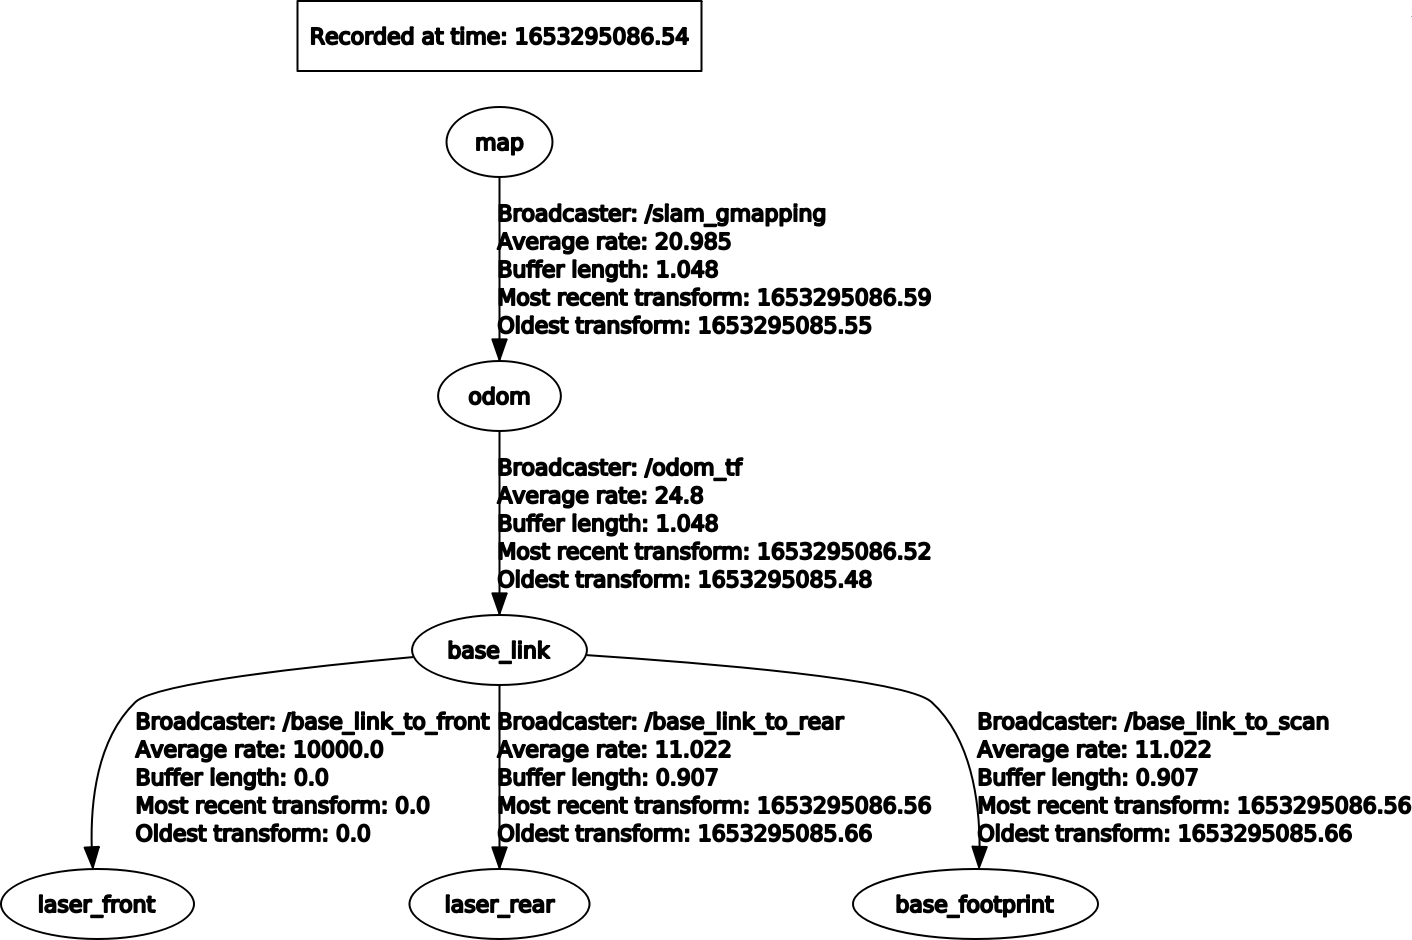 Recorded at time: 1653295086.54
map
Broadcaster: /slam_gmapping
Average rate: 20.985
Buffer length: 1.048
Most recent transform: 1653295086.59
Oldest transform: 1653295085.55
odom
Broadcaster: /odom_tf
Average rate: 24.8
Buffer length: 1.048
Most recent transform: 1653295086.52
Oldest transform: 1653295085.48
base_link
Broadcaster: /base_link_to_front
Average rate: 10000.0
Buffer length: 0.0
Most recent transform: 0.0
Oldest transform: 0.0
Broadcaster: /base_link_to_rear
Average rate: 11.022
Buffer length: 0.907
Most recent transform: 1653295086.56
Oldest transform: 1653295085.66
Broadcaster: /base_link_to_scan
Average rate: 11.022
Buffer length: 0.907
Most recent transform: 1653295086.56
Oldest transform: 1653295085.66
laser_front
laser_rear
base_footprint